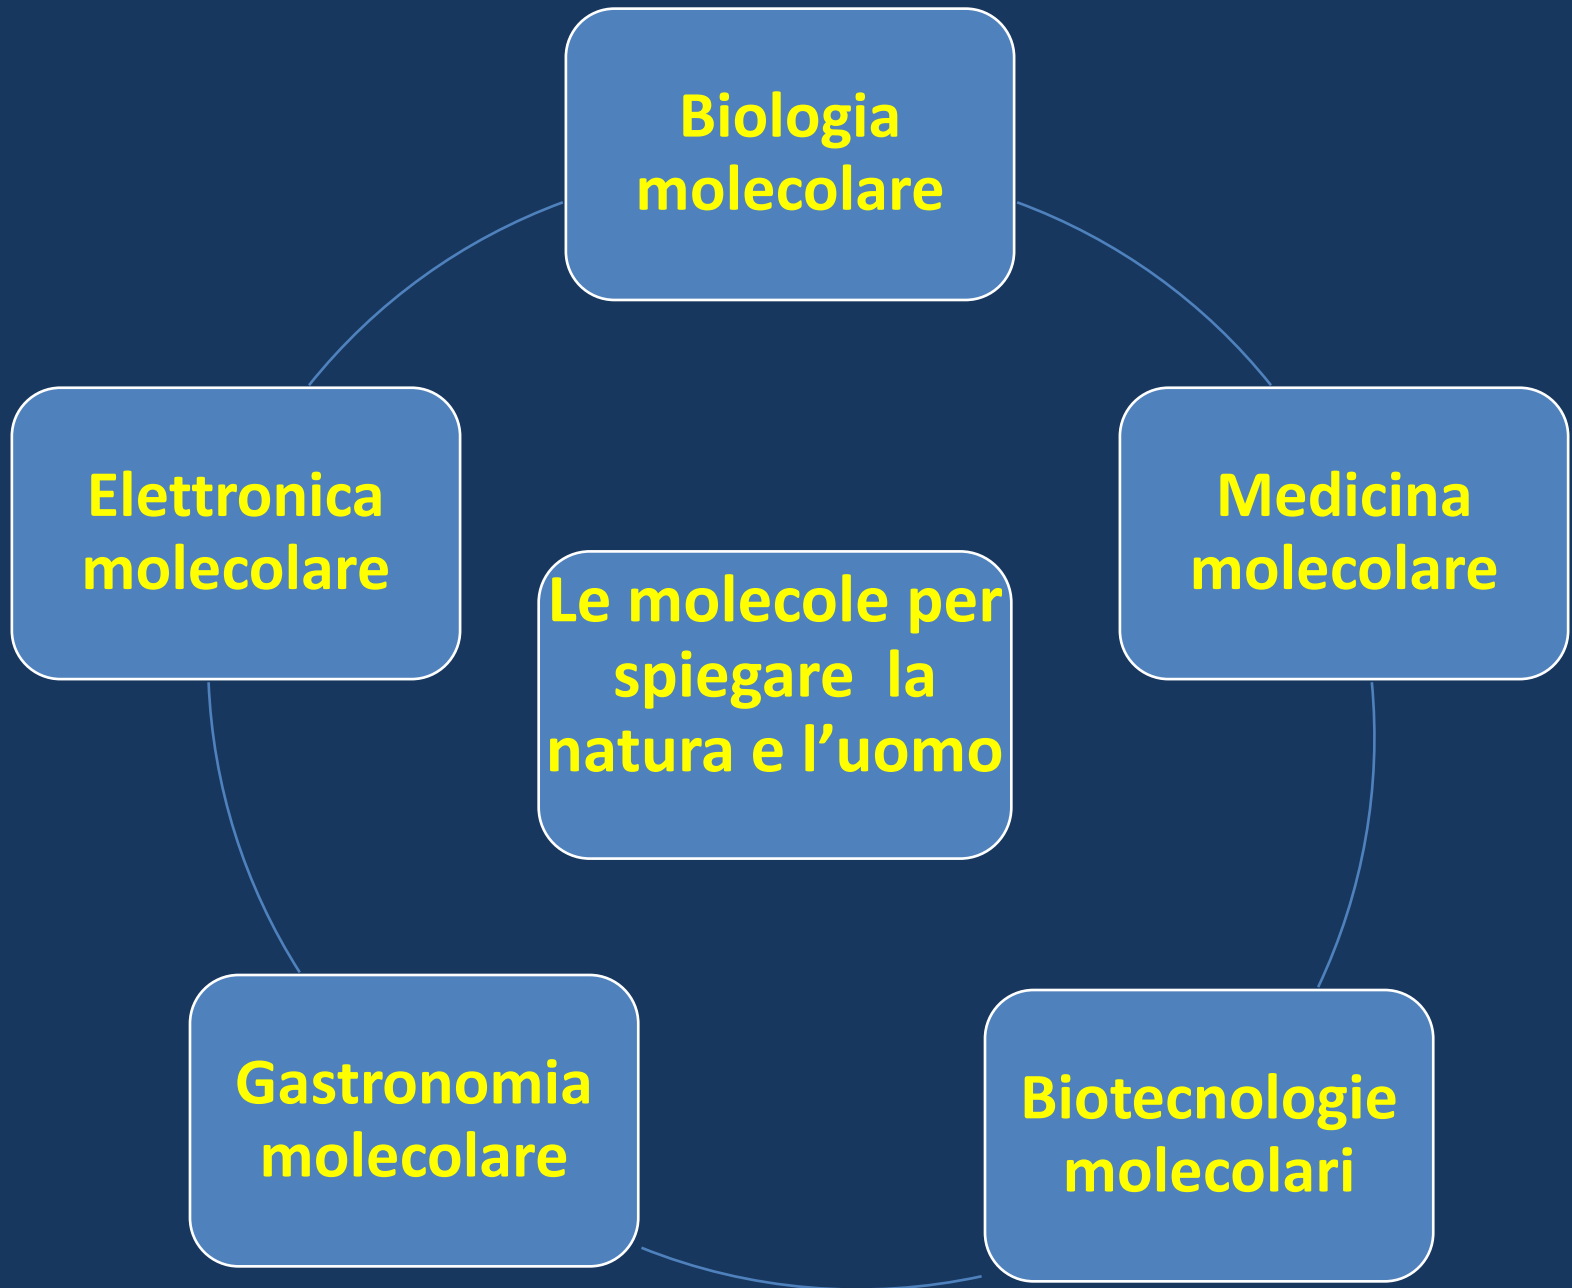 Biologia
molecolare
Elettronica
molecolare
Medicina
molecolare
Le molecole per
spiegare la
natura e l’uomo
Gastronomia
molecolare
Biotecnologie
molecolari